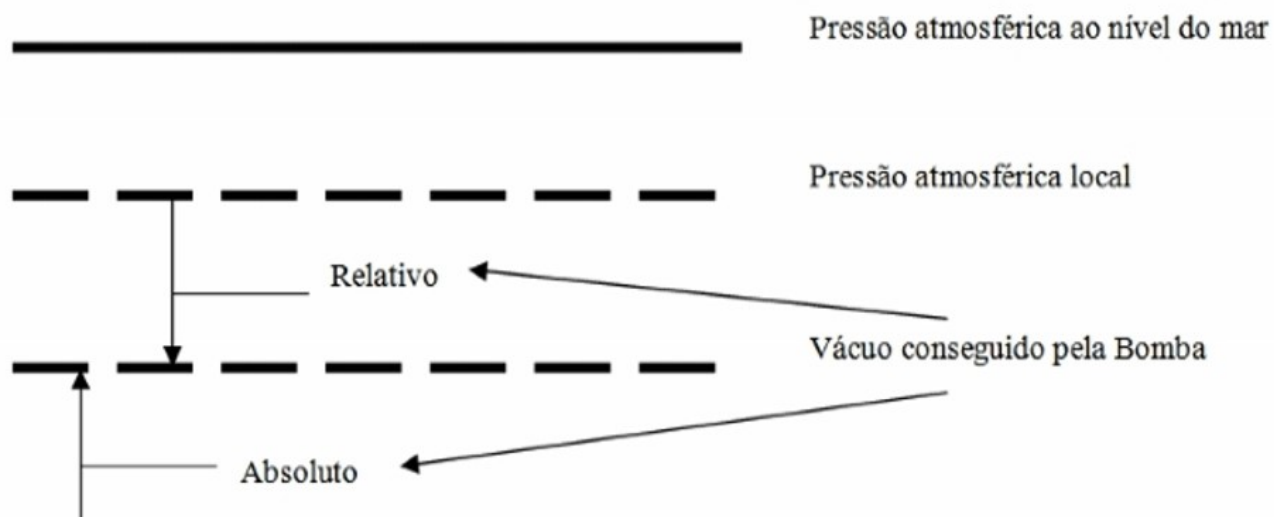 Pressão atmosférica ao nível do mar
Pressão atmosférica local
Relativo
Vácuo conseguido pela Bomba
Absoluto